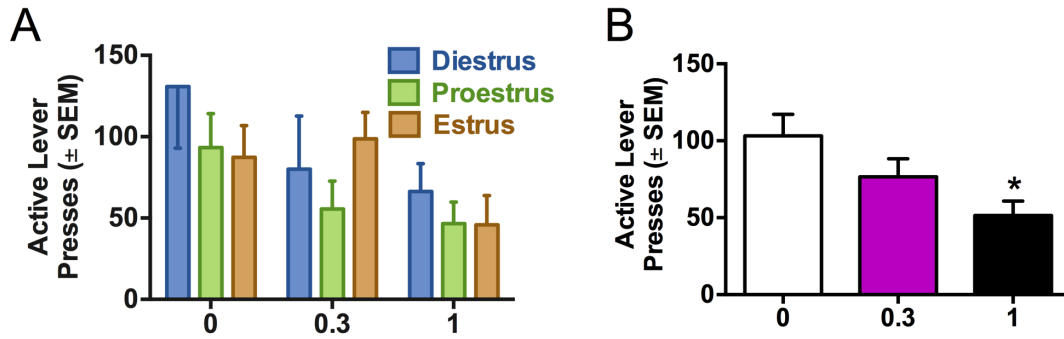 A
Active Lever
Presses (± SEM)
150
100
50
0
Diestrus
Proestrus
Estrus
0 0.3 1
B
Active Lever
Presses (± SEM)
150
100
50
0
*
0 0.3 1